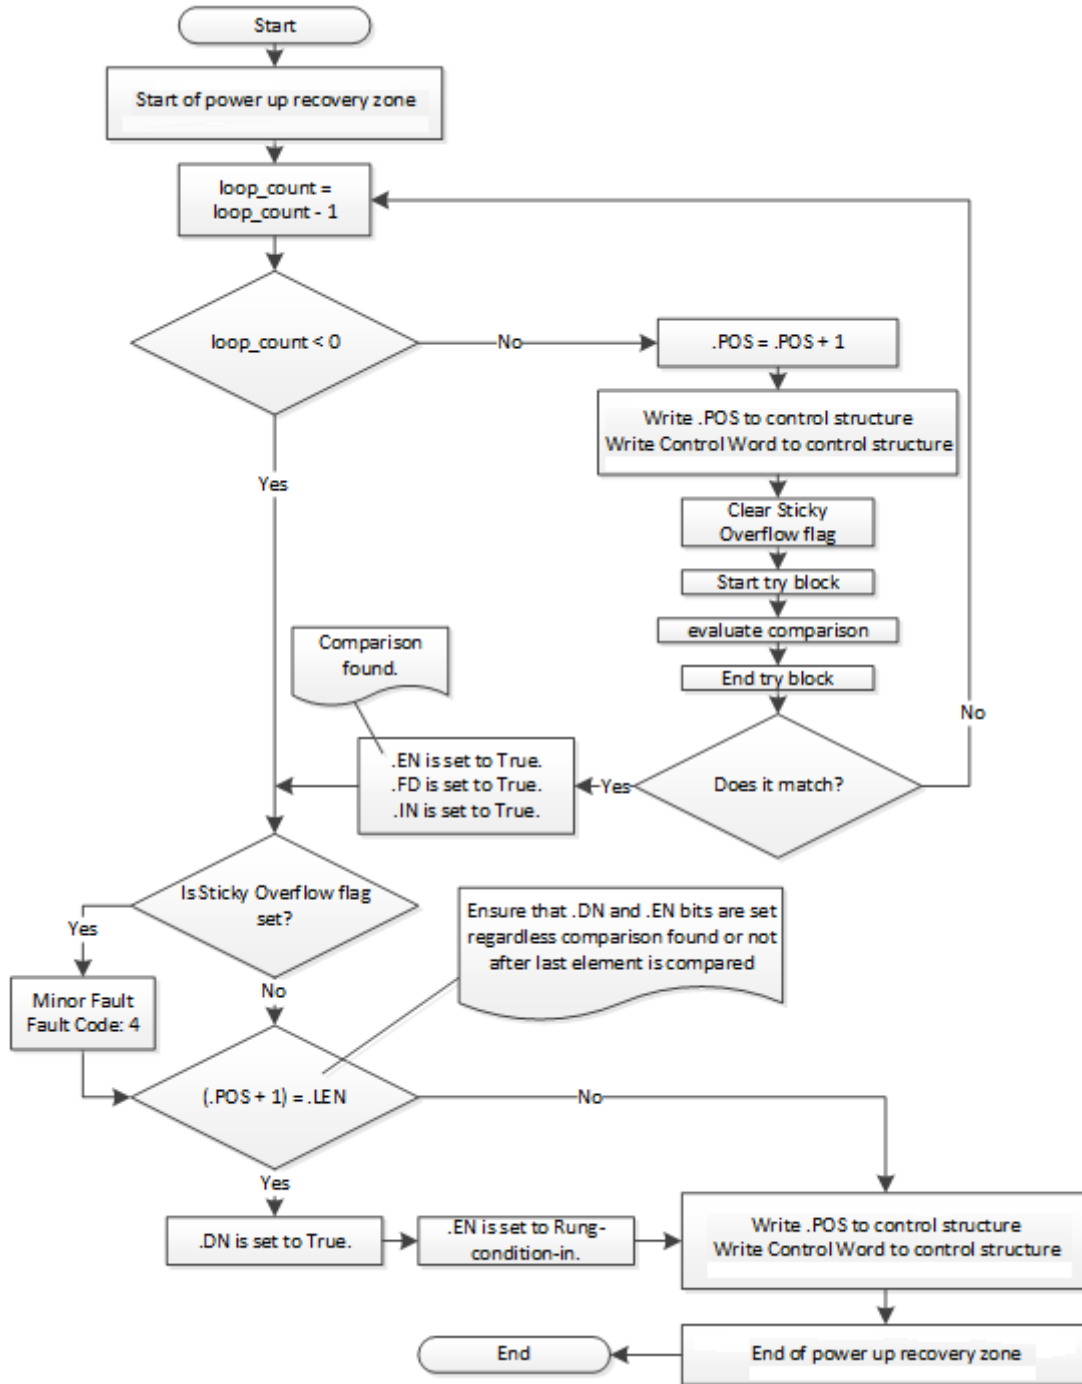 Start
Start of power up recovery zone
loop_count =
loop_count - 1
loop_count < 0
No
.POS = .POS + 1
Write .POS to control structure
Write Control Word to control structure
Yes
Clear Sticky
Overflow flag
Start try block
evaluate comparison
End try block
Comparison
found.
No
.EN is set to True.
.FD is set to True.
.IN is set to True.
Yes
Does it match?
Is Sticky Overflow flag
set?
Yes
Ensure that .DN and .EN bits are set
regardless comparison found or not
after last element is compared
No
Minor Fault
Fault Code: 4
(.POS + 1) = .LEN
No
Yes
.DN is set to True.
.EN is set to Rung-
condition-in.
Write .POS to control structure
Write Control Word to control structure
End
End of power up recovery zone